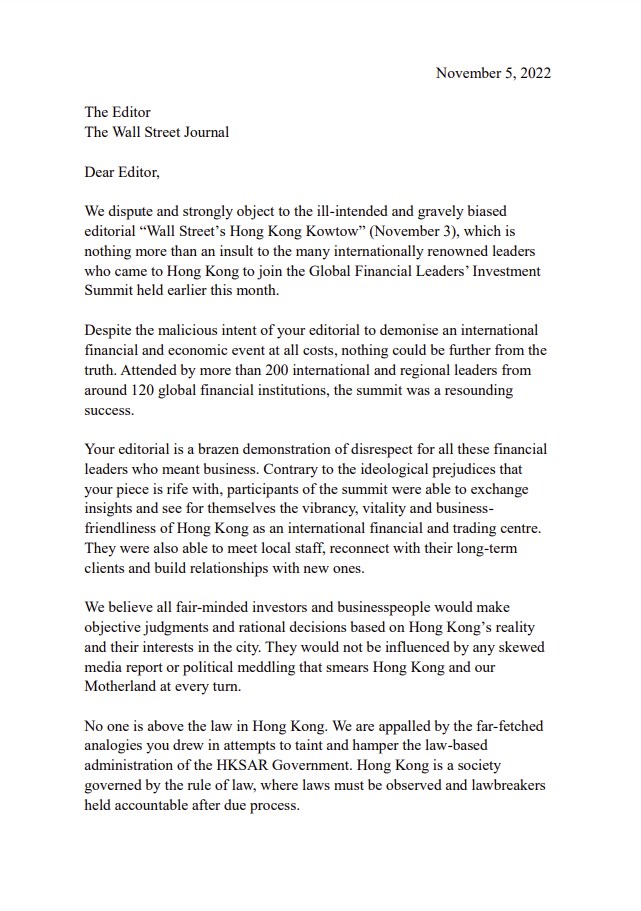 November 5, 2022
The Editor
The Wall Street Journal
Dear Editor,
We dispute and strongly object to the ill-intended and gravely biased
editorial “Wall Street’s Hong Kong Kowtow” (November 3), which is
nothing more than an insult to the many internationally renowned leaders
who came to Hong Kong to join the Global Financial Leaders’ Investment
Summit held earlier this month.
Despite the malicious intent of your editorial to demonise an international
financial and economic event at all costs, nothing could be further from the
truth. Attended by more than 200 international and regional leaders from
around 120 global financial institutions, the summit was a resounding
success.
Your editorial is a brazen demonstration of disrespect for all these financial
leaders who meant business. Contrary to the ideological prejudices that
your piece is rife with, participants of the summit were able to exchange
insights and see for themselves the vibrancy, vitality and business-
friendliness of Hong Kong as an international financial and trading centre.
They were also able to meet local staff, reconnect with their long-term
clients and build relationships with new ones.
We believe all fair-minded investors and businesspeople would make
objective judgments and rational decisions based on Hong Kong’s reality
and their interests in the city. They would not be influenced by any skewed
media report or political meddling that smears Hong Kong and our
Motherland at every turn.
No one is above the law in Hong Kong. We are appalled by the far-fetched
analogies you drew in attempts to taint and hamper the law-based
administration of the HKSAR Government. Hong Kong is a society
governed by the rule of law, where laws must be observed and lawbreakers
held accountable after due process.